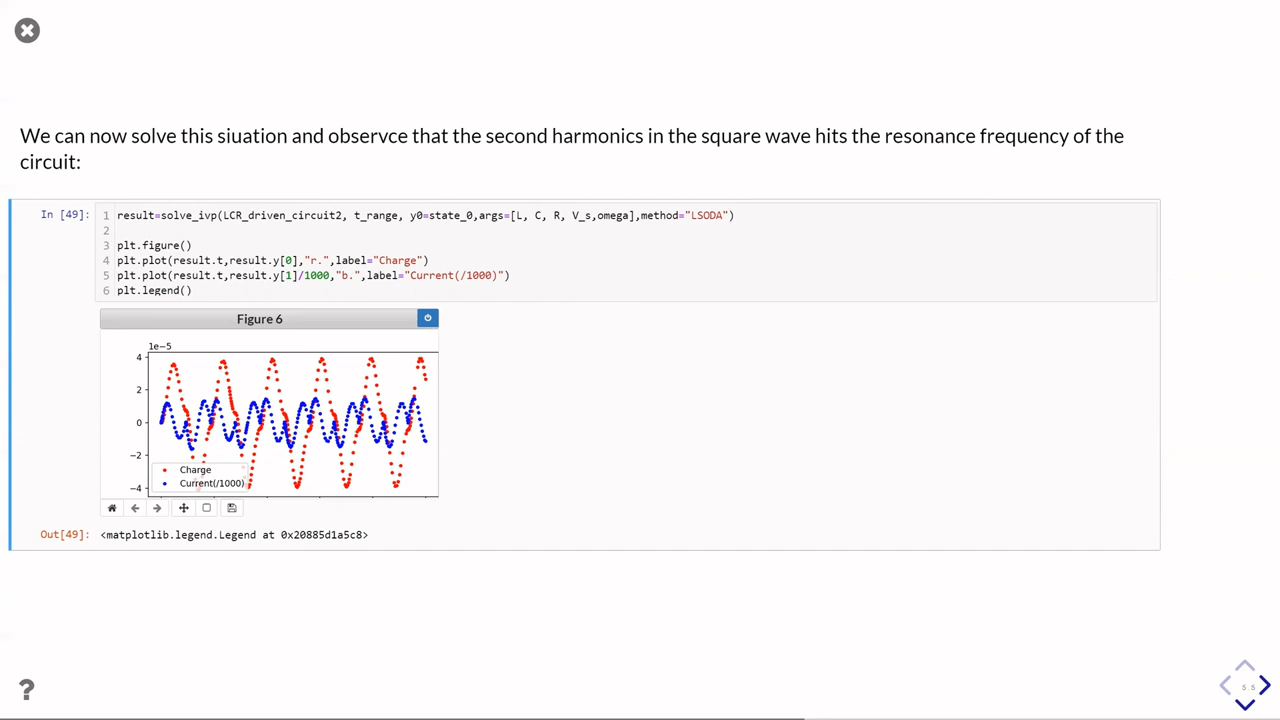 We can now solve this siuation and observce that the second harmonics in the square wave hits the resonance frequency of the
circuit:
In [49]:
1 result=solve_ivp(LCR_driven_circuit2, t_range, y0=state_0,args=[L, C, R, V_s,omega],method="LSODA")
2
3 plt.figure()
4 plt.plot(result.t,result.y[0],"r.",label="Charge")
5 plt.plot(result.t,result.y[1]/1000,"b.",label="Current(/1000)")
6 plt.legend()
Figure 6
1e−5
4
2
0
−2
−4
Charge
Current(/1000)
Out[49]: <matplotlib.legend.Legend at 0x20885d1a5c8>
?
5.5